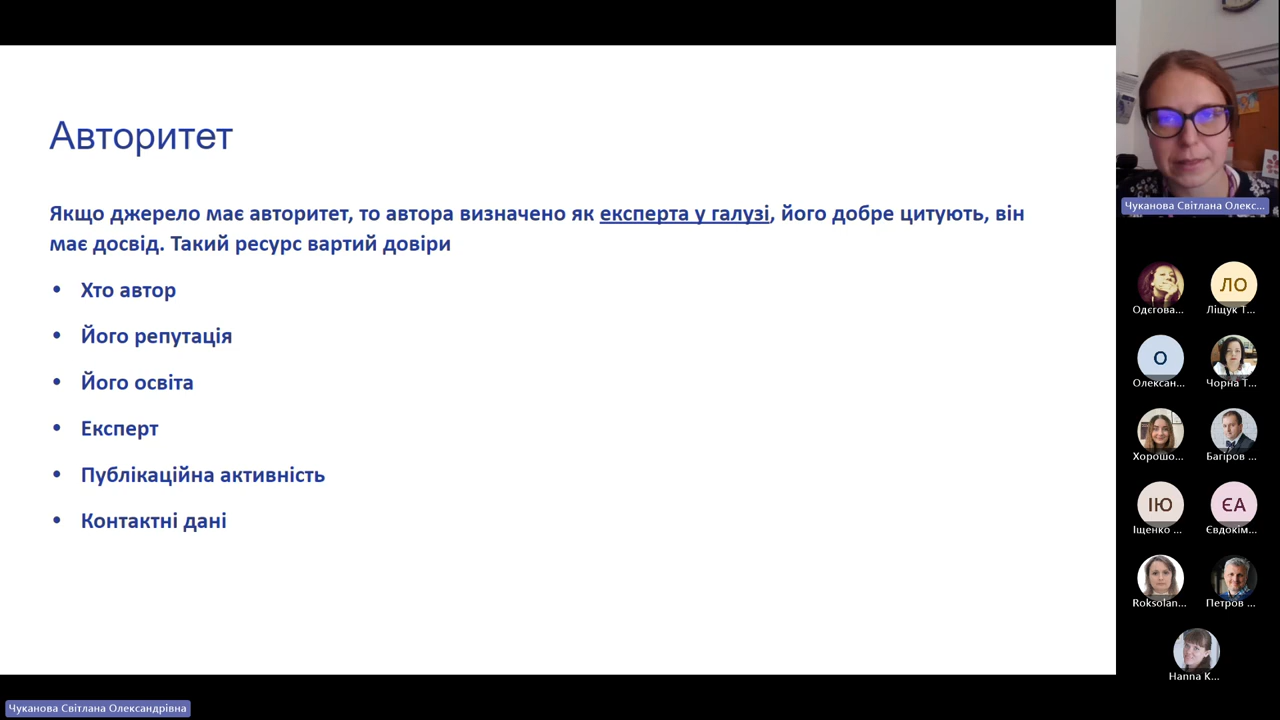 Авторитет
Якщо джерело має авторитет, то автора визначено як експерта у галузі, його добре цитують, він
має досвід. Такий ресурс вартий довіри
• Хто автор
• Його репутація
• Його освіта
• Експерт
• Публікаційна активність
• Контактні дані
Чуканова Світлана Олександрівна
Чуканова Світлана Олекс...
Одєгова...
ЛО
Ліщук Т...
О
Олексан...
Чорна Т...
Хорошо...
Багіров ...
ІЮ
Іщенко ...
ЄА
Євдокім...
Roksolan...
Петров ...
Hanna K...